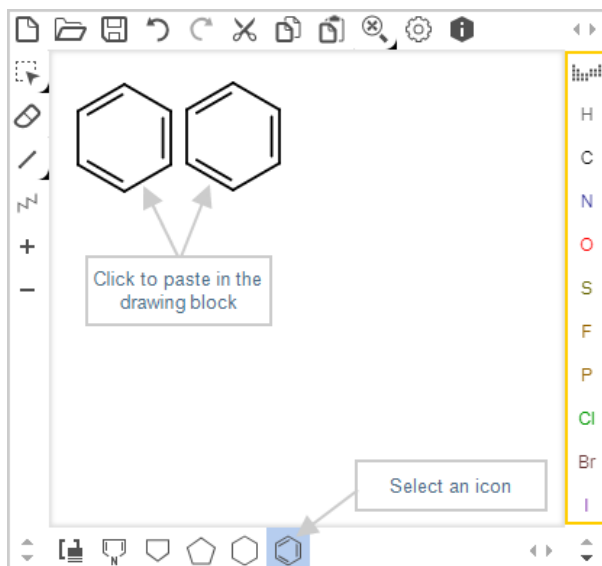 H
C
N
O
S
F
P
Cl
Br
I
Click to paste in the
drawing block
Select an icon
N